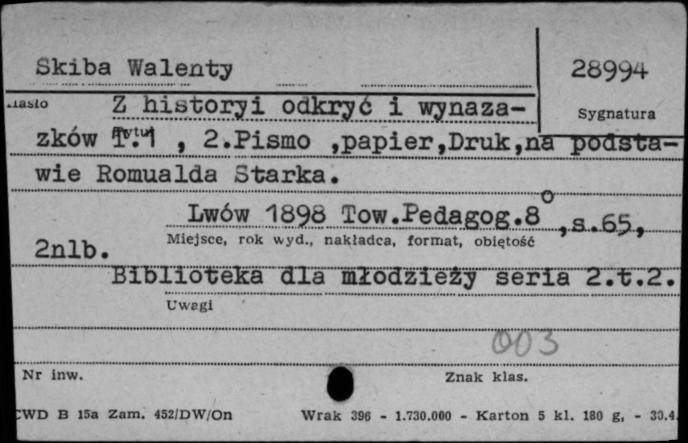 Skiba Walenty
28994
Sygnatura
Z historyi odkryć i wynaza-
zków T.1 , 2.Pismo ,papier,Druk,na podsta-
wie Romualda Starka.
Lwów 1898 Tow.Pedagog.8° ,s.65,
Miejsce, rok wyd., nakładca, format, objętość
2nlb.
Biblioteka dla młodzieży seria 2.t.2.
Uwagi
003
Nr inw.
Znak klas.
CWD B 15a Zam. 452/DW/On Wrak 396 - 1.730.000 - Karton 5 kl. 180 g, - 30.4.